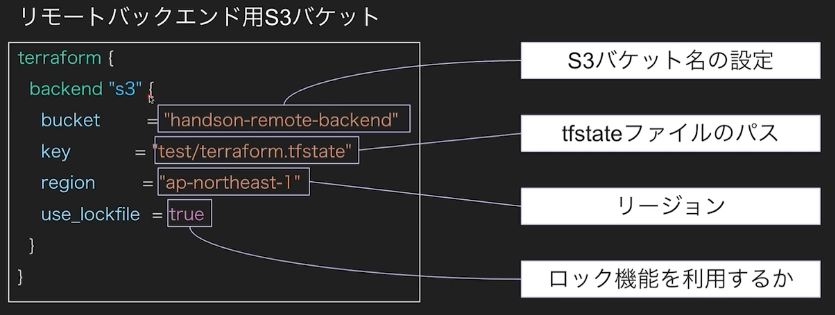 リモートバックエンド用S3バケット
terraform {
backend "s3" {
bucket = "handson-remote-backend"
key = "test/terraform.tfstate"
region = "ap-northeast-1"
use_lockfile = true
}
}
S3バケット名の設定
tfstateファイルのパス
リージョン
ロック機能を利用するか